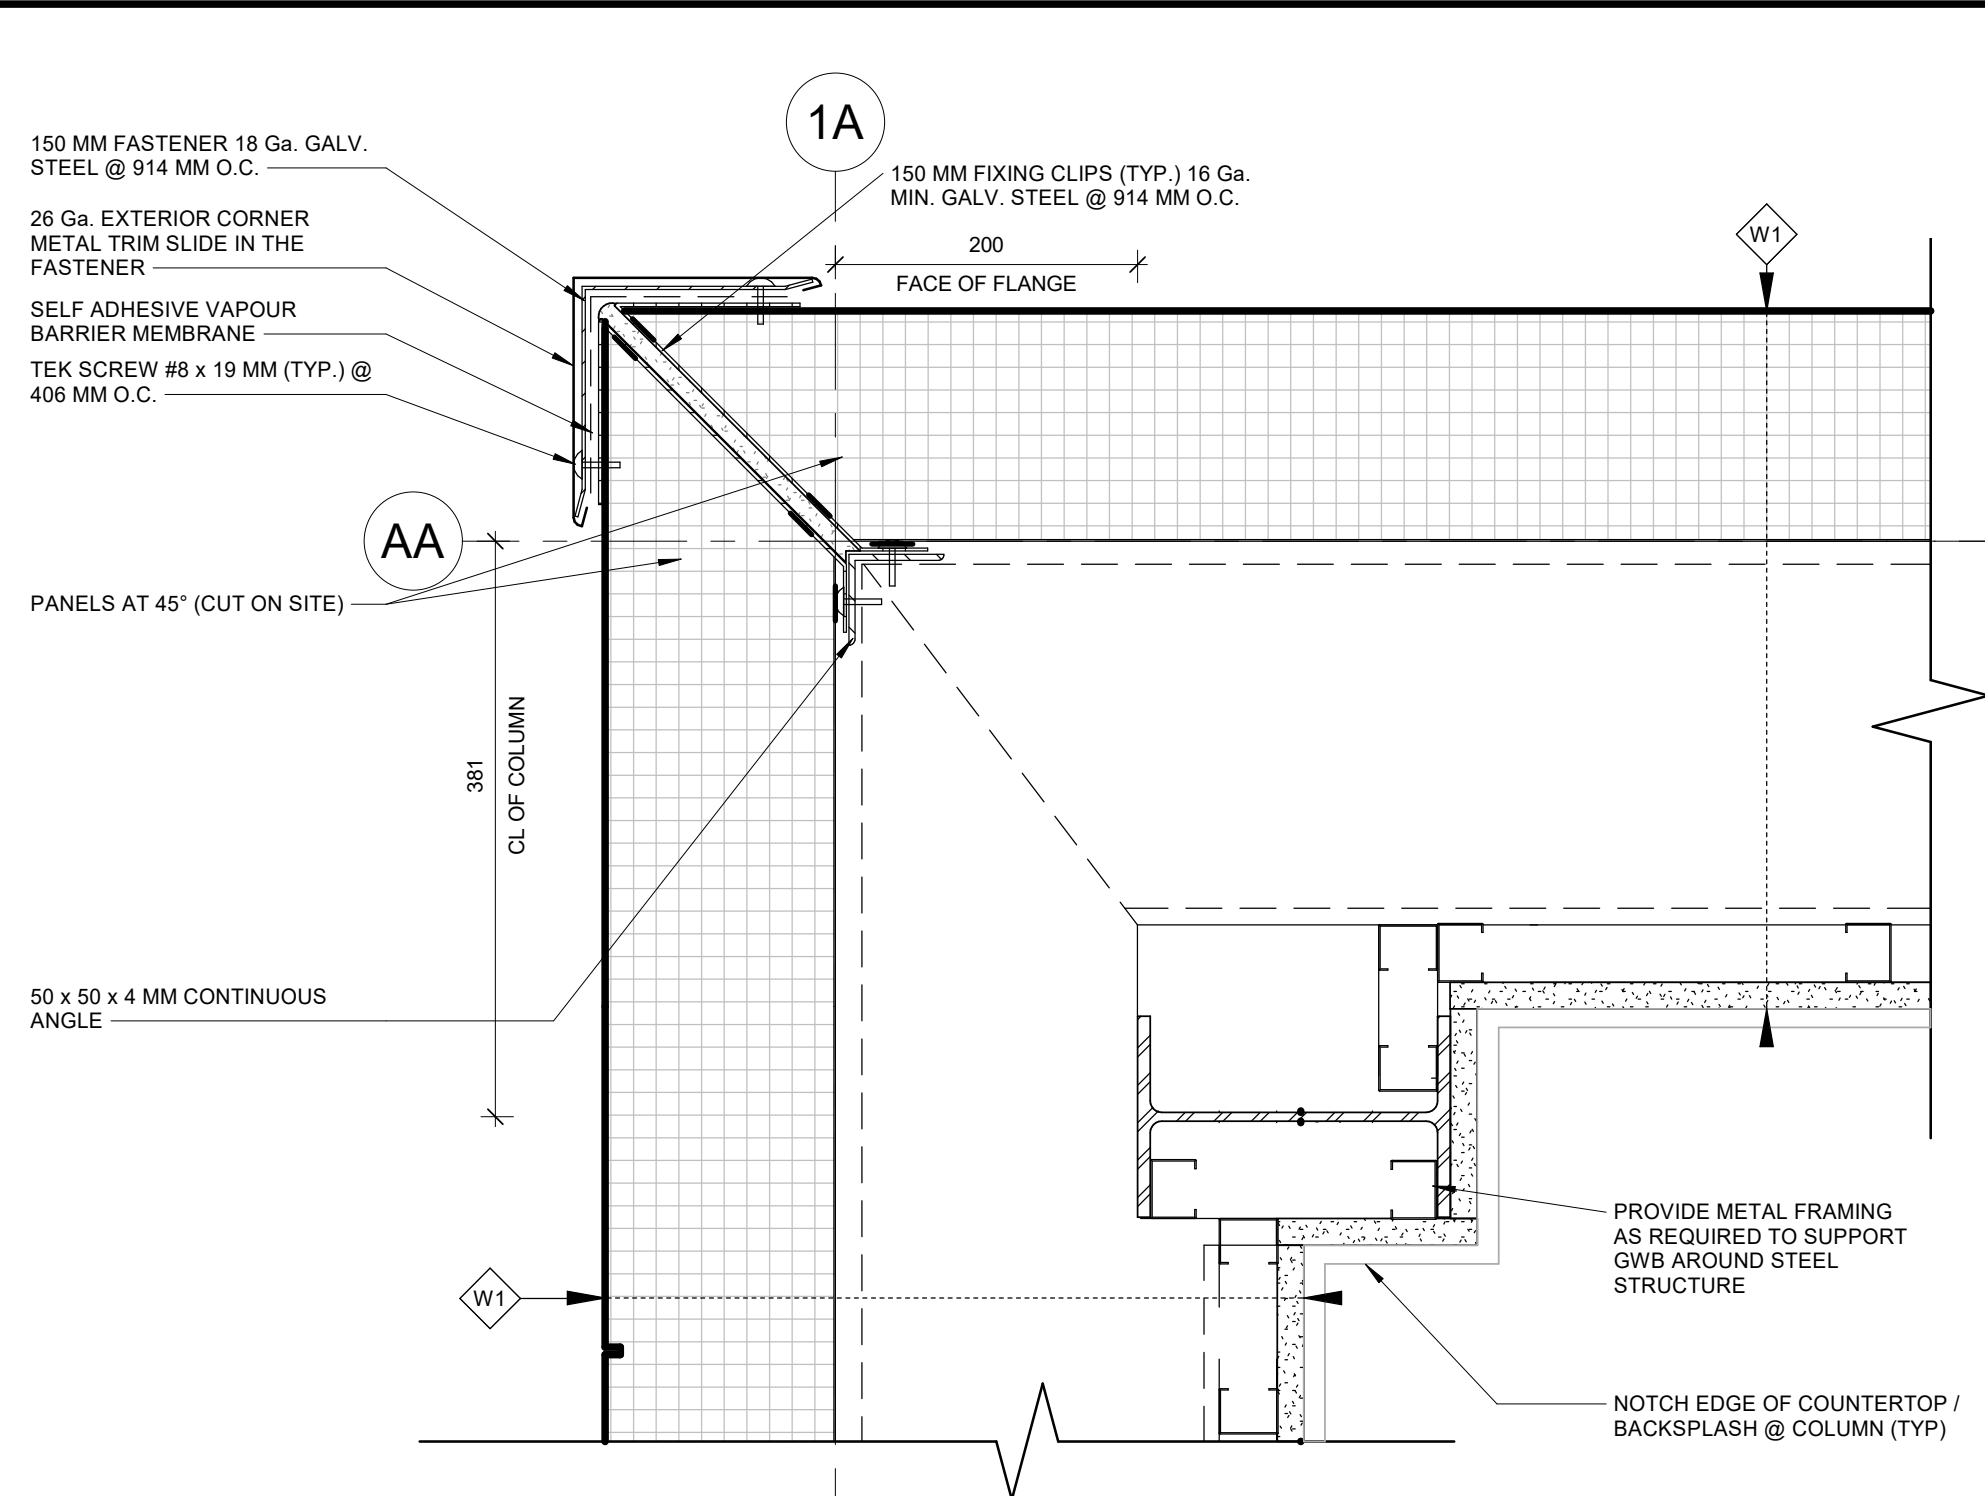 1A
150 MM FASTENER 18 Ga. GALV.
STEEL @ 914 MM O.C.
150 MM FIXING CLIPS (TYP.) 16 Ga.
MIN. GALV. STEEL @ 914 MM O.C.
26 Ga. EXTERIOR CORNER
METAL TRIM SLIDE IN THE
FASTENER
200
FACE OF FLANGE
W1
SELF ADHESIVE VAPOUR
BARRIER MEMBRANE
TEK SCREW #8 x 19 MM (TYP.) @
406 MM O.C.
AA
PANELS AT 45° (CUT ON SITE)
381
CL OF COLUMN
50 x 50 x 4 MM CONTINUOUS
ANGLE
PROVIDE METAL FRAMING
AS REQUIRED TO SUPPORT
GWB AROUND STEEL
STRUCTURE
W1
NOTCH EDGE OF COUNTERTOP /
BACKSPLASH @ COLUMN (TYP)